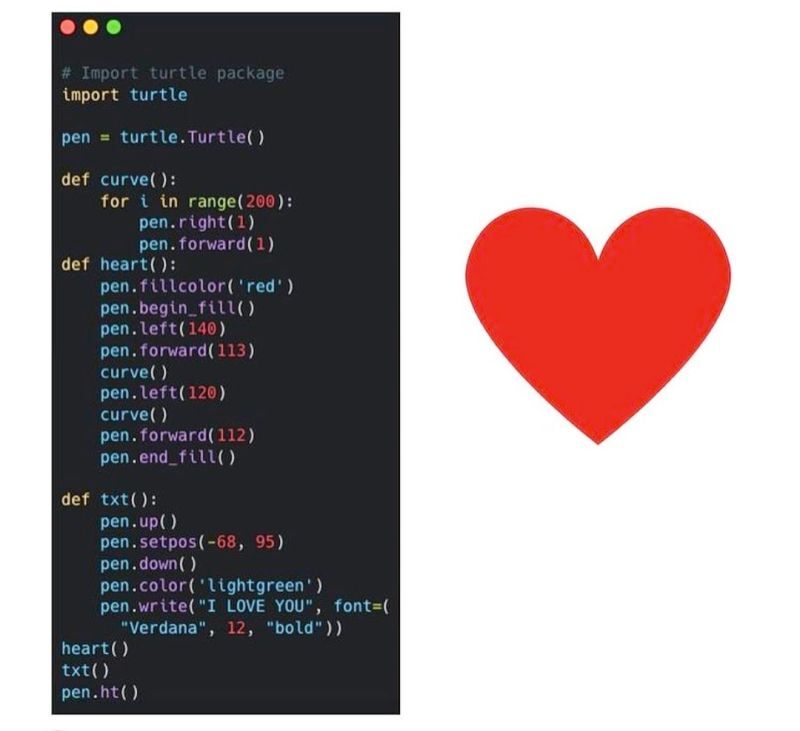 # Import turtle package
import turtle
pen = turtle.Turtle()
def curve():
    for i in range(200):
        pen.right(1)
        pen.forward(1)
def heart():
    pen.fillcolor('red')
    pen.begin_fill()
    pen.left(140)
    pen.forward(113)
    curve()
    pen.left(120)
    curve()
    pen.forward(112)
    pen.end_fill()
def txt():
    pen.up()
    pen.setpos(-68, 95)
    pen.down()
    pen.color('lightgreen')
    pen.write("I LOVE YOU", font=(
      "Verdana", 12, "bold"))
heart()
txt()
pen.ht()